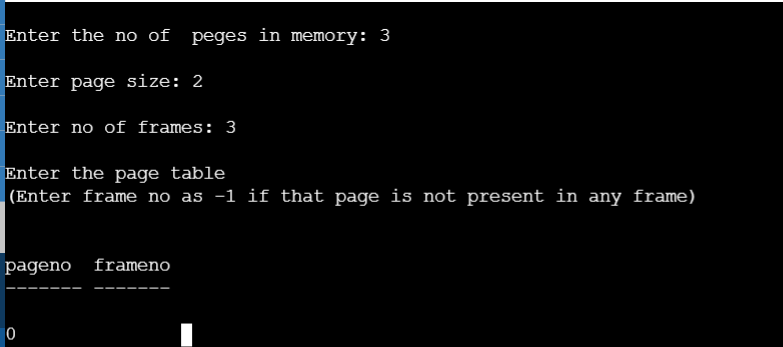 Enter the no of  peges in memory: 3
Enter page size: 2
Enter no of frames: 3
Enter the page table
(Enter frame no as -1 if that page is not present in any frame)
pageno  frameno
------- -------
0